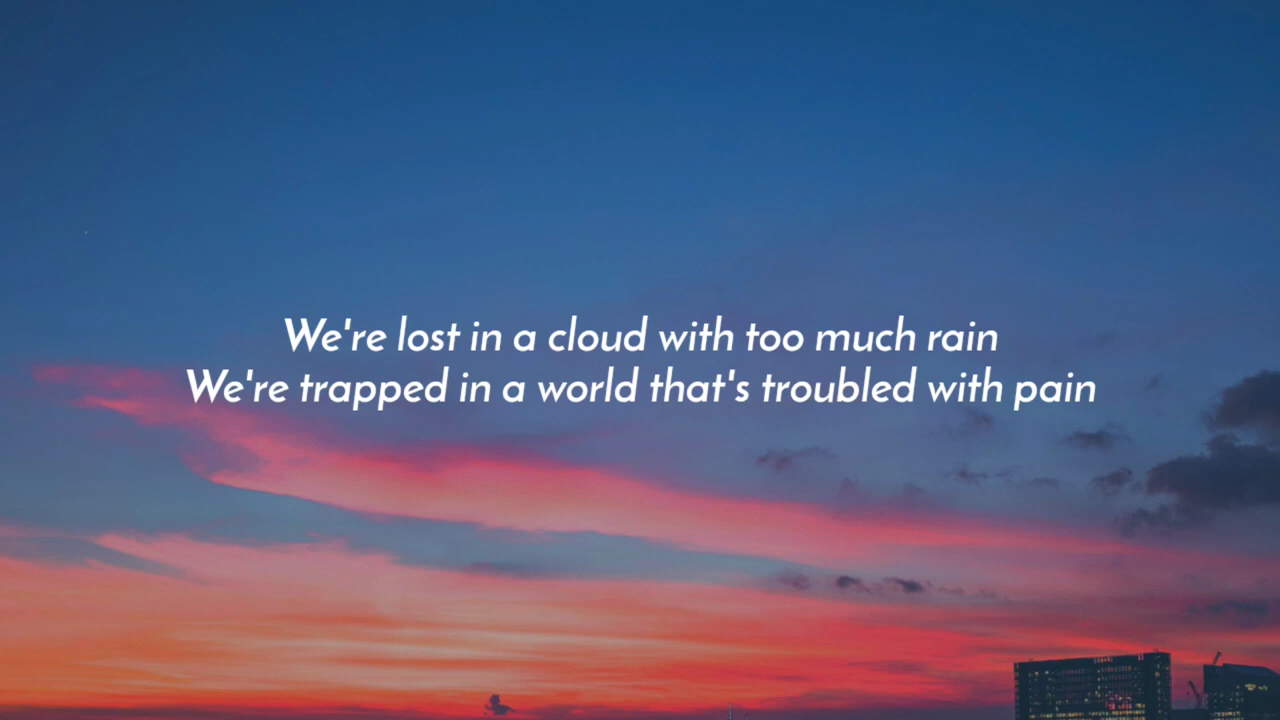 We're lost in a cloud with too much rain
We're trapped in a world that's troubled with pain